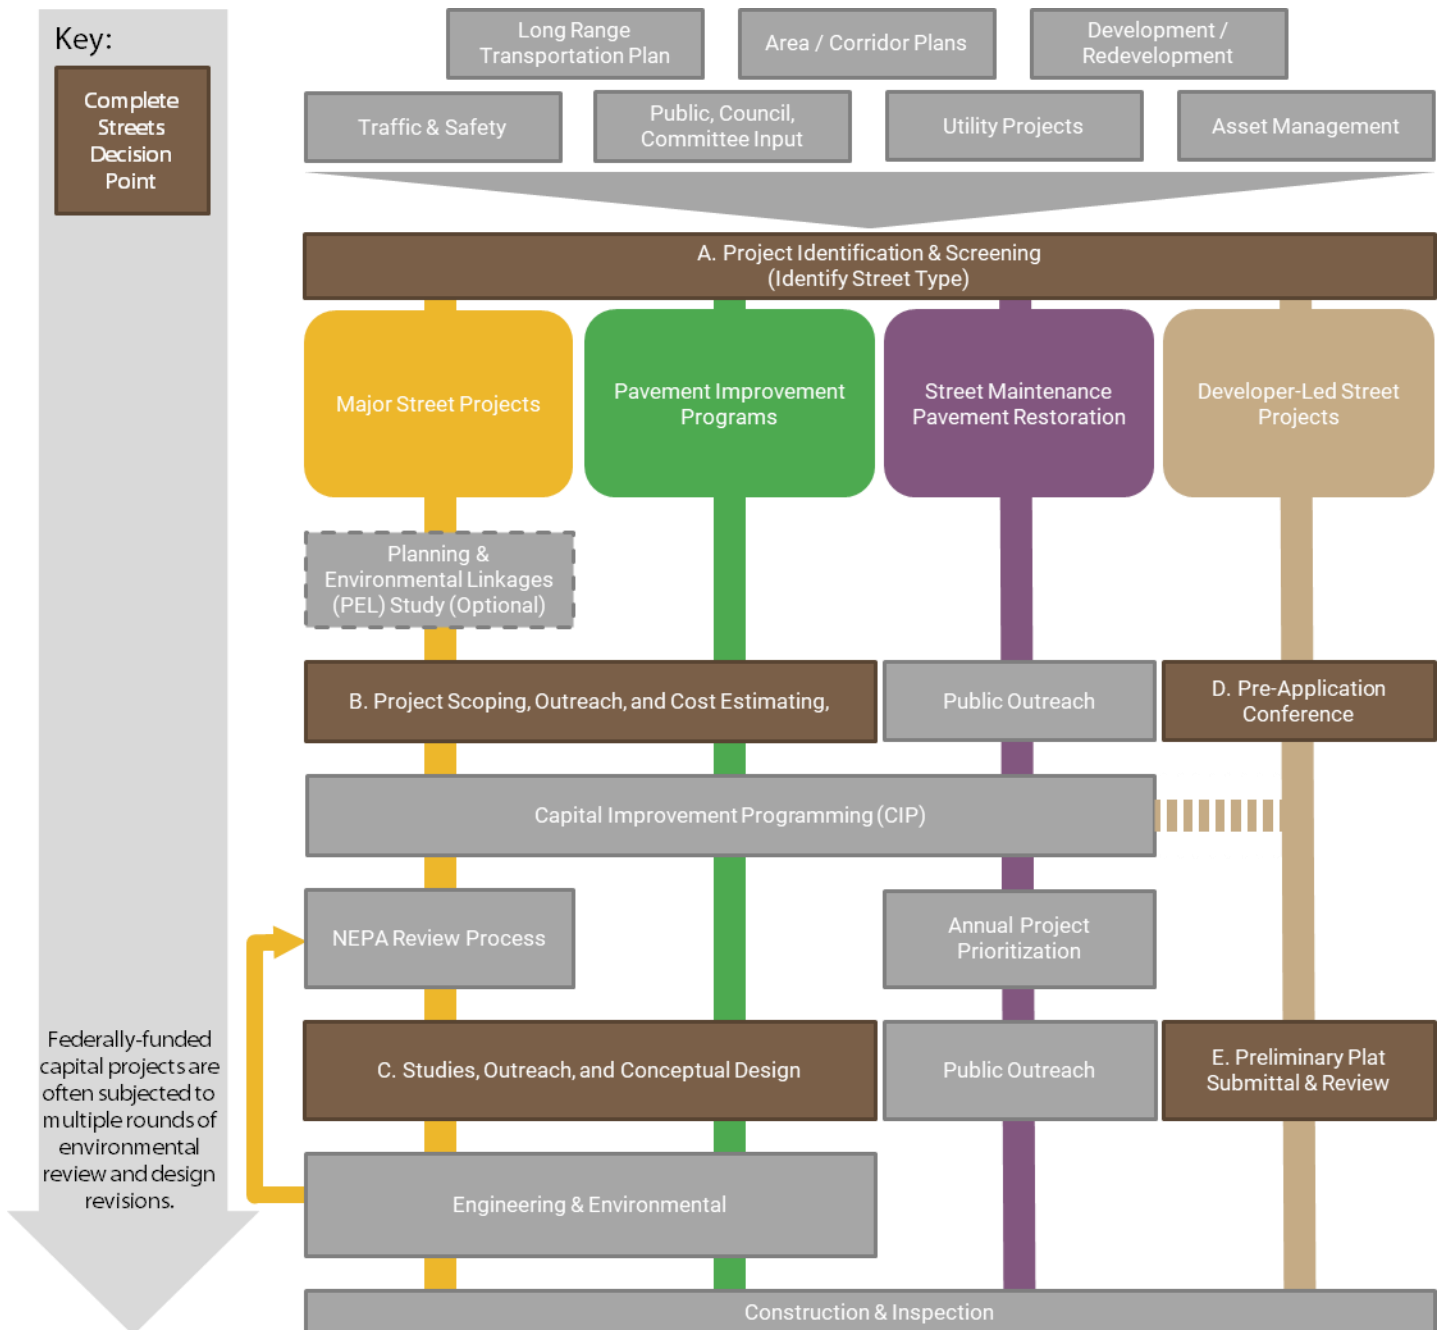 Key:
Complete
Streets
Decision
Point
Long Range
Transportation Plan
Area / Corridor Plans
Development /
Redevelopment
Traffic & Safety
Public, Council,
Committee Input
Utility Projects
Asset Management
A. Project Identification & Screening
(Identify Street Type)
Major Street Projects
Pavement Improvement
Programs
Street Maintenance
Pavement Restoration
Developer-Led Street
Projects
Planning &
Environmental Linkages
(PEL) Study (Optional)
B. Project Scoping, Outreach, and Cost Estimating,
Public Outreach
D. Pre-Application
Conference
Capital Improvement Programming (CIP)
NEPA Review Process
Annual Project
Prioritization
C. Studies, Outreach, and Conceptual Design
Public Outreach
E. Preliminary Plat
Submittal & Review
Engineering & Environmental
Construction & Inspection
Federally-funded
capital projects are
often subjected to
multiple rounds of
environmental
review and design
revisions.